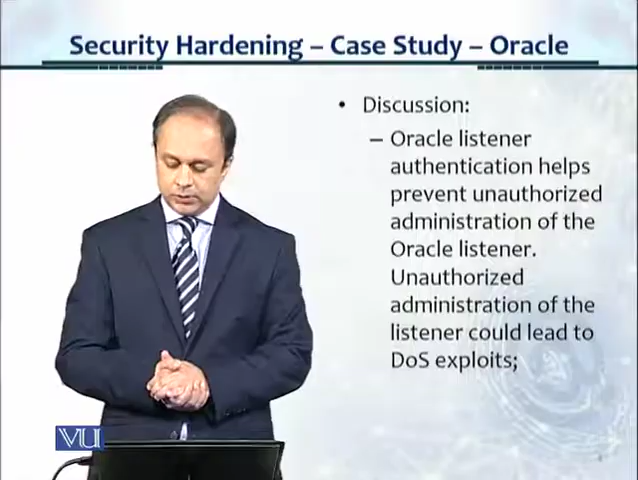 Security Hardening – Case Study – Oracle
• Discussion:
– Oracle listener
authentication helps
prevent unauthorized
administration of the
Oracle listener.
Unauthorized
administration of the
listener could lead to
DoS exploits;
VU